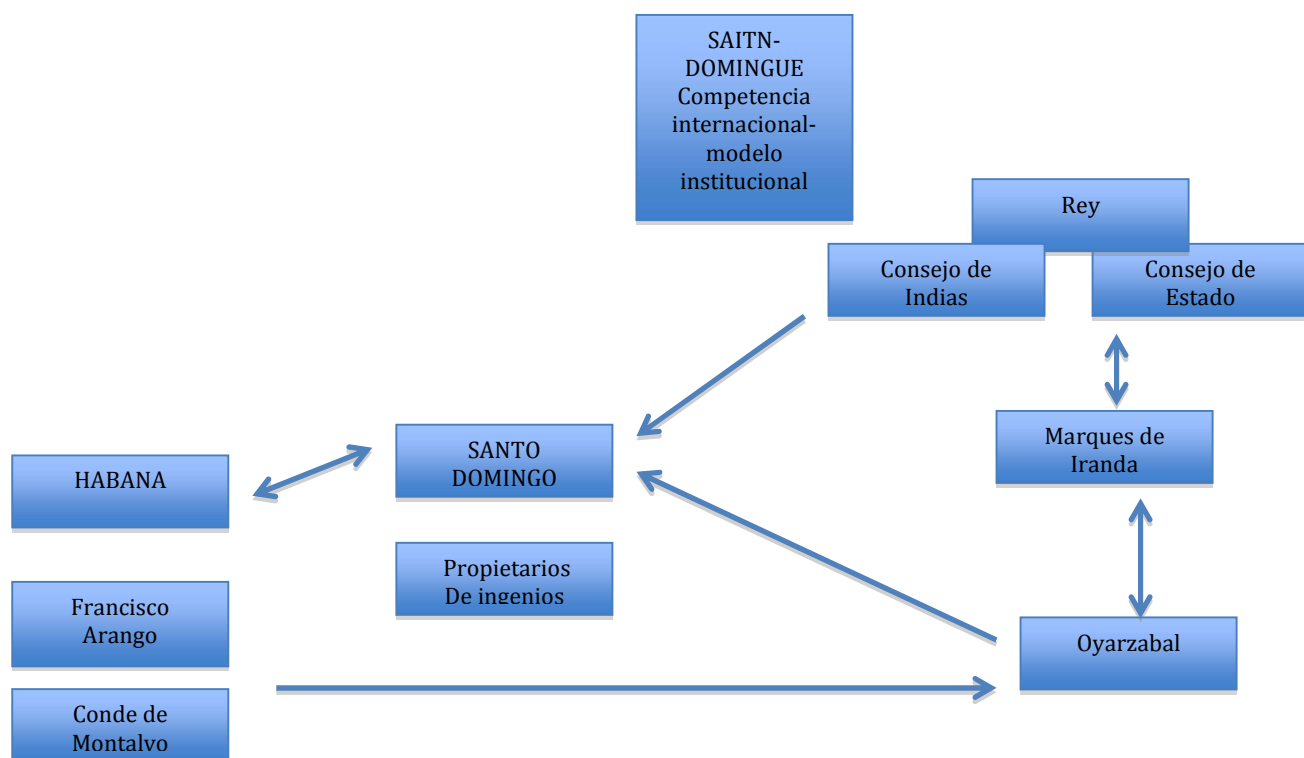 SAITN-
DOMINGUE
Competencia
internacional-
modelo
institucional
Rey
Consejo de
Indias
Consejo de
Estado
Marques de
Iranda
SANTO
DOMINGO
HABANA
Propietarios
De ingenios
Francisco
Arango
Oyarzabal
Conde de
Montalvo